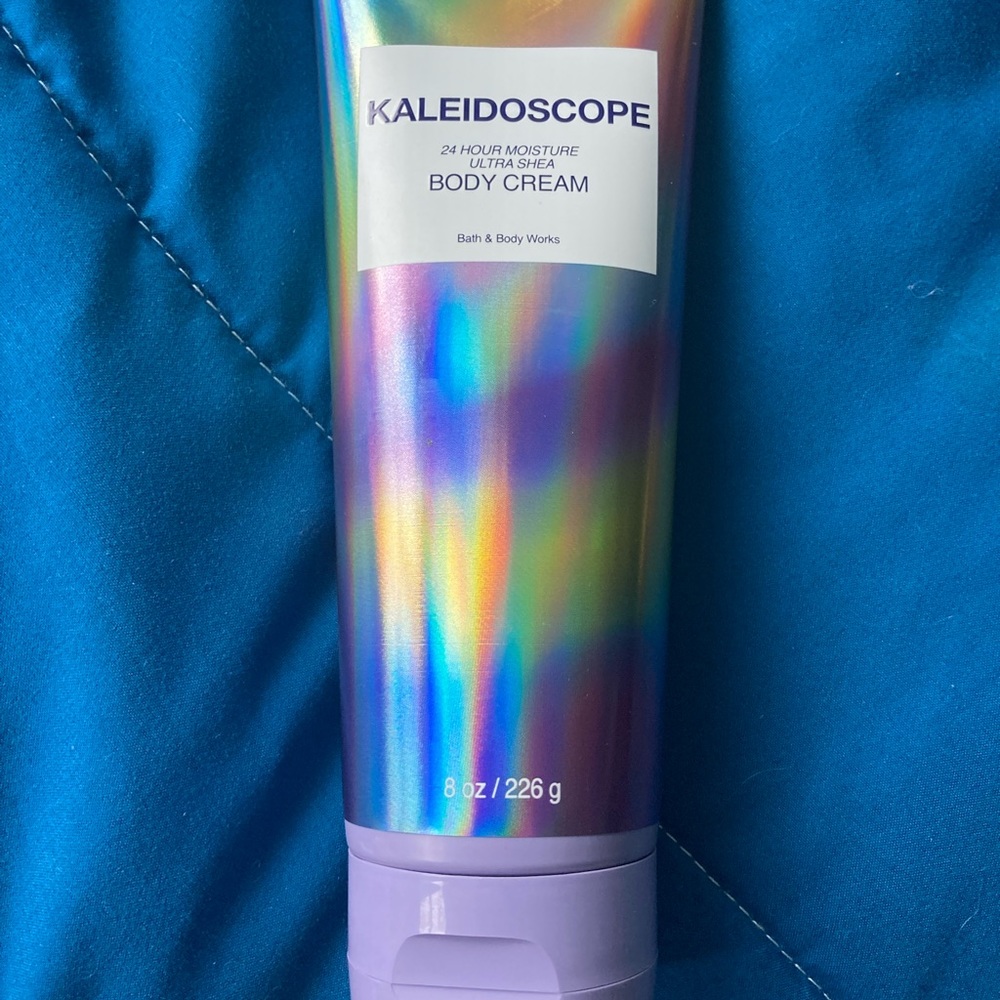 KALEIDOSCOPE
24 HOUR MOISTURE
ULTRA SHEA
BODY CREAM
Bath & Body Works
8 oz / 226 g